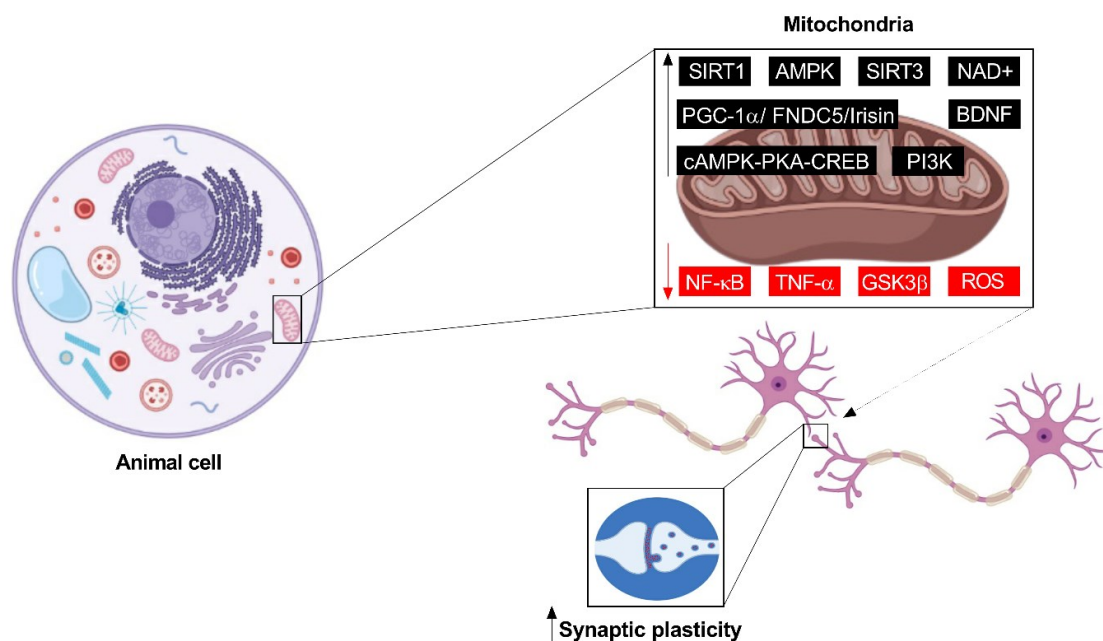 Mitochondria
SIRT1 AMPK SIRT3 NAD+
PGC-1α/ FNDC5/Irisin BDNF
cAMPK-PKA-CREB PI3K
NF-κB TNF-α GSK3β ROS
Animal cell
Synaptic plasticity